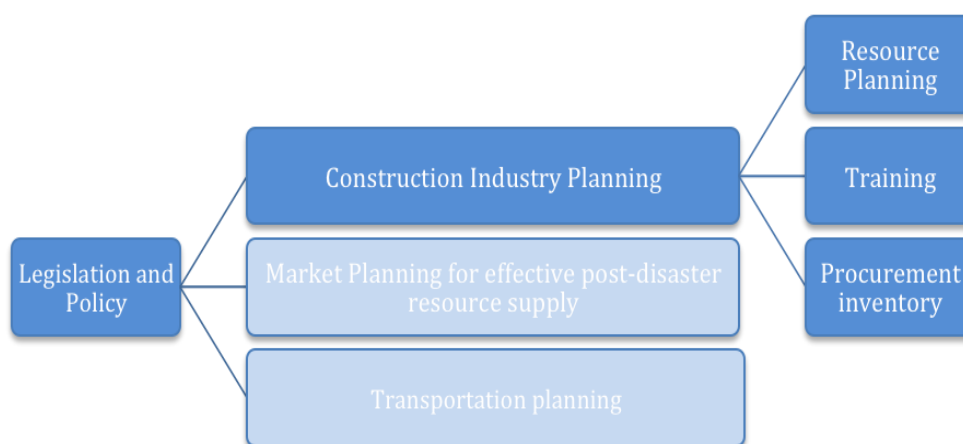 Legislation and
Policy
Construction Industry Planning
Market Planning for effective post-disaster
resource supply
Transportation planning
Resource
Planning
Training
Procurement
inventory